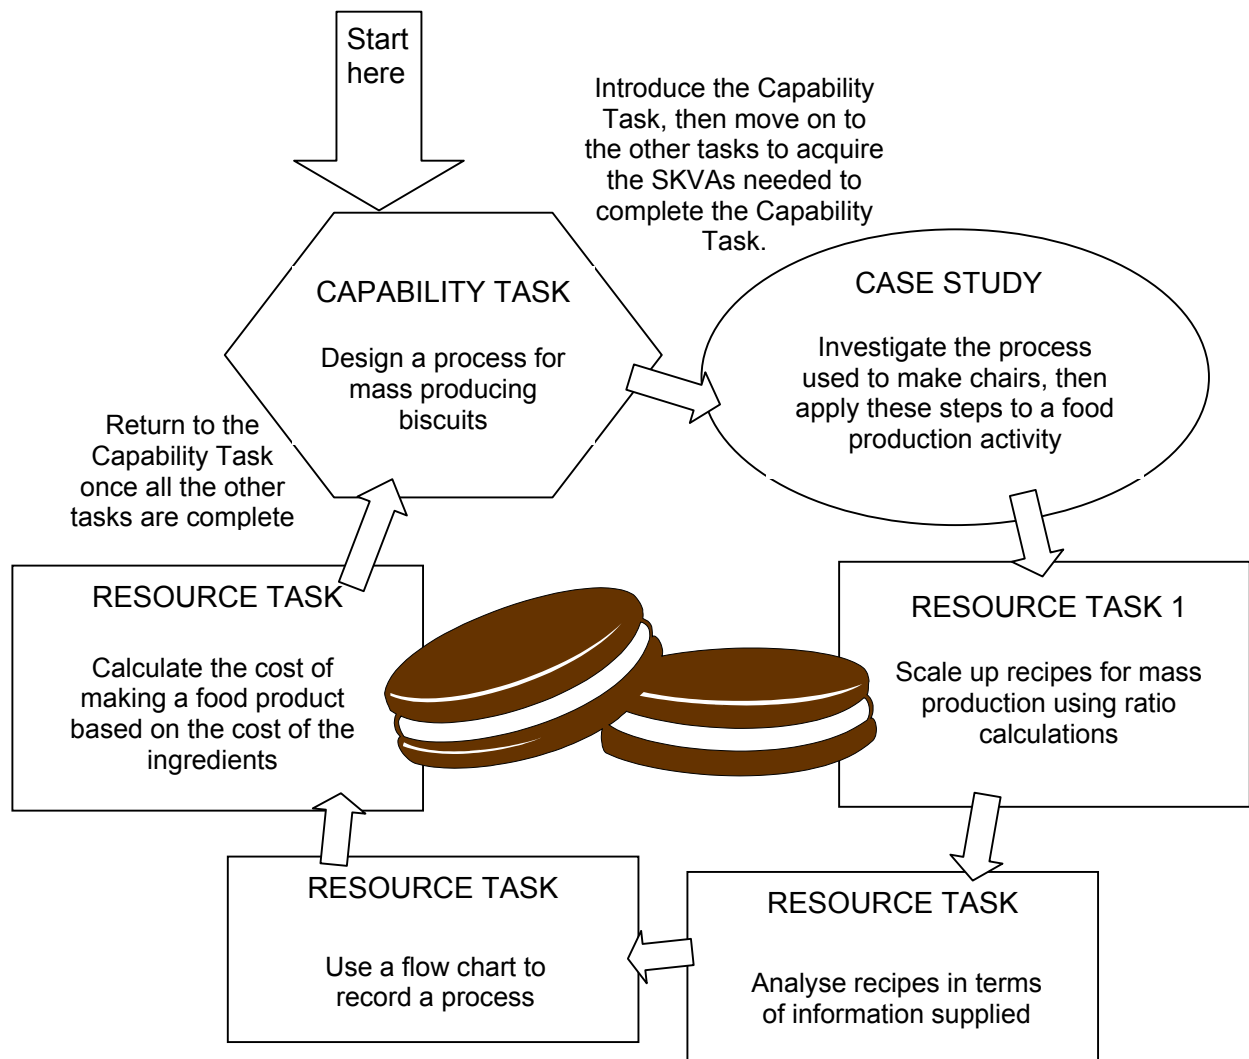 Start
here
Introduce the Capability
Task, then move on to
the other tasks to acquire
the SKVAs needed to
complete the Capability
Task.
CAPABILITY TASK
Design a process for
mass producing
biscuits
CASE STUDY
Investigate the process
used to make chairs, then
apply these steps to a food
production activity
Return to the
Capability Task
once all the other
tasks are complete
RESOURCE TASK 1
Scale up recipes for mass
production using ratio
calculations
RESOURCE TASK
Analyse recipes in terms
of information supplied
RESOURCE TASK
Use a flow chart to
record a process
RESOURCE TASK
Calculate the cost of
making a food product
based on the cost of the
ingredients